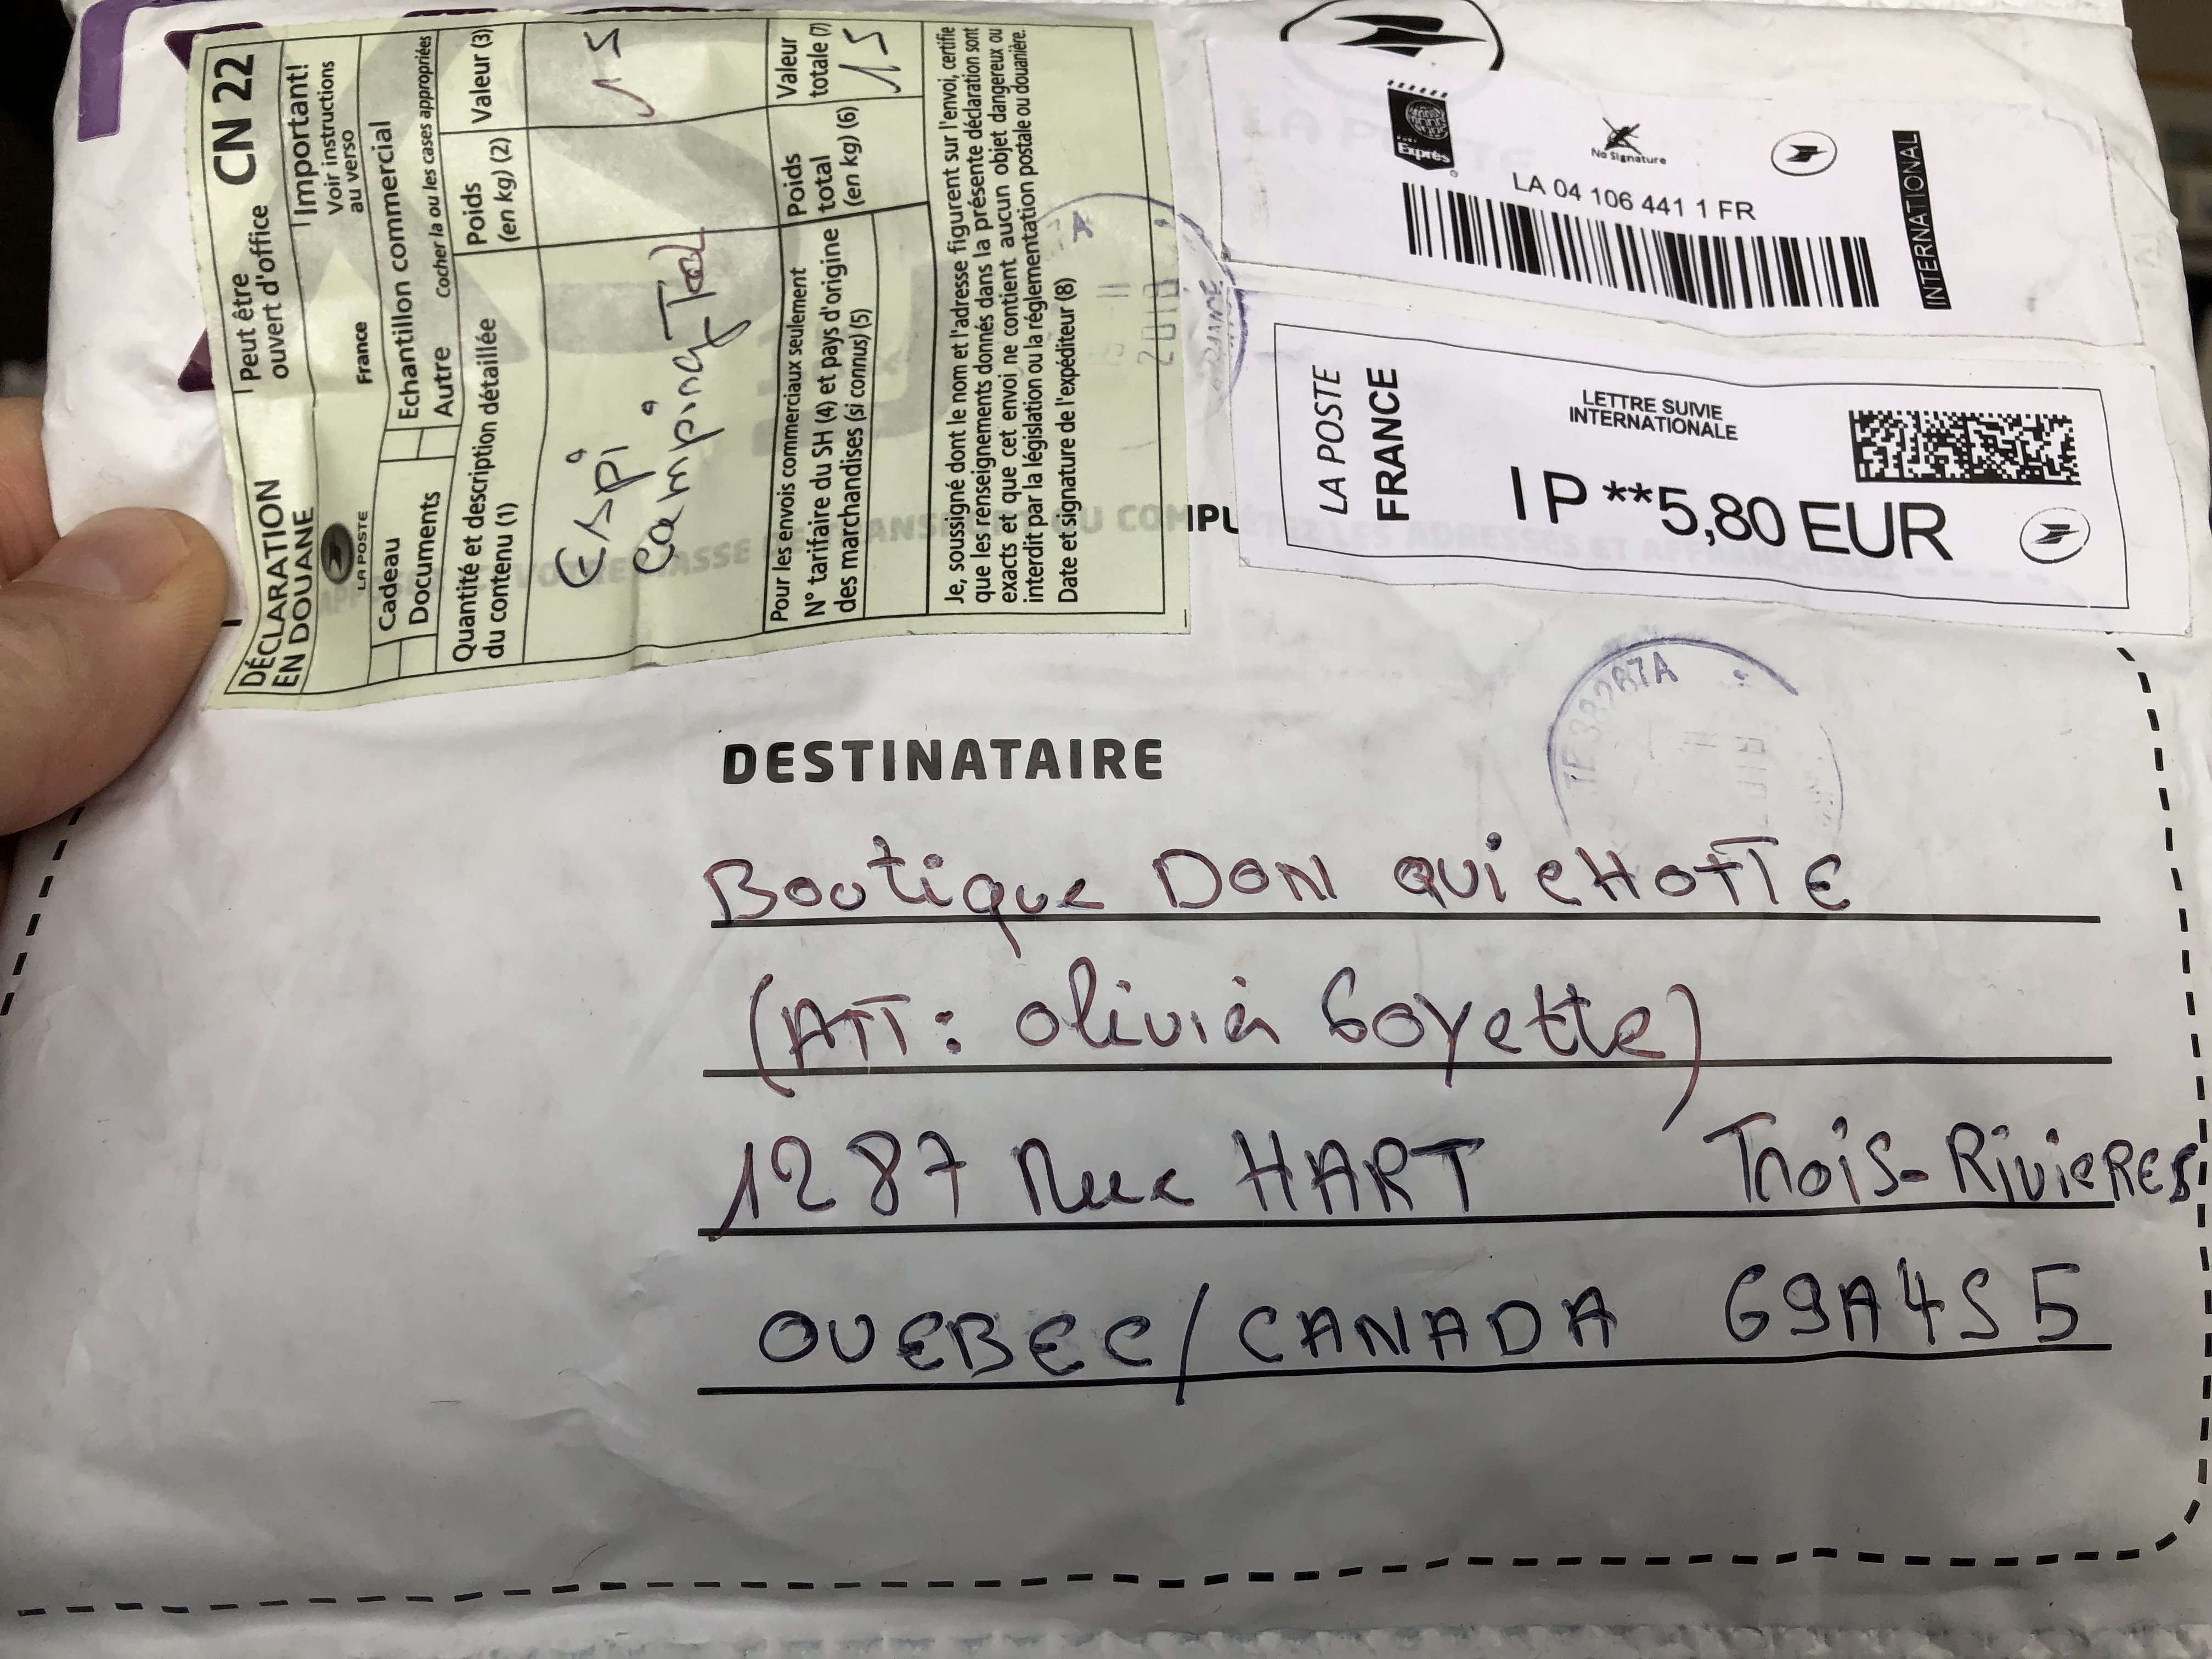 DÉCLARATION
EN DOUANE
Peut être
ouvert d'office
CN 22
LA POSTE
France
Important!
Voir instructions
au verso
Cadeau
Echantillon commercial
Documents
Autre
Cocher la ou les cases appropriées
Quantité et description détaillée
du contenu (1)
Poids
(en kg) (2)
Valeur (3)
15
Pour les envois commerciaux seulement
N° tarifaire du SH (4) et pays d'origine
des marchandises (si connus) (5)
Poids
total
(en kg) (6)
Valeur
totale (7)
15
Je, soussigné dont le nom et l'adresse figurent sur l'envoi, certifie
que les renseignements donnés dans la présente déclaration sont
exacts et que cet envoi ne contient aucun objet dangereux ou
interdit par la législation ou la réglementation postale ou douanière.
Date et signature de l'expéditeur (8)
Exprès
No Signature
LA 04 106 441 1 FR
INTERNATIONAL
LA POSTE
FRANCE
LETTRE SUIVIE
INTERNATIONALE
IP **5,80 EUR
DESTINATAIRE
Boutique DON QUICHOTTE
(ATT: Olivier Goyette)
1287 Rue HART Trois-RivieREs
QUEBEC/CANADA G9A4S5